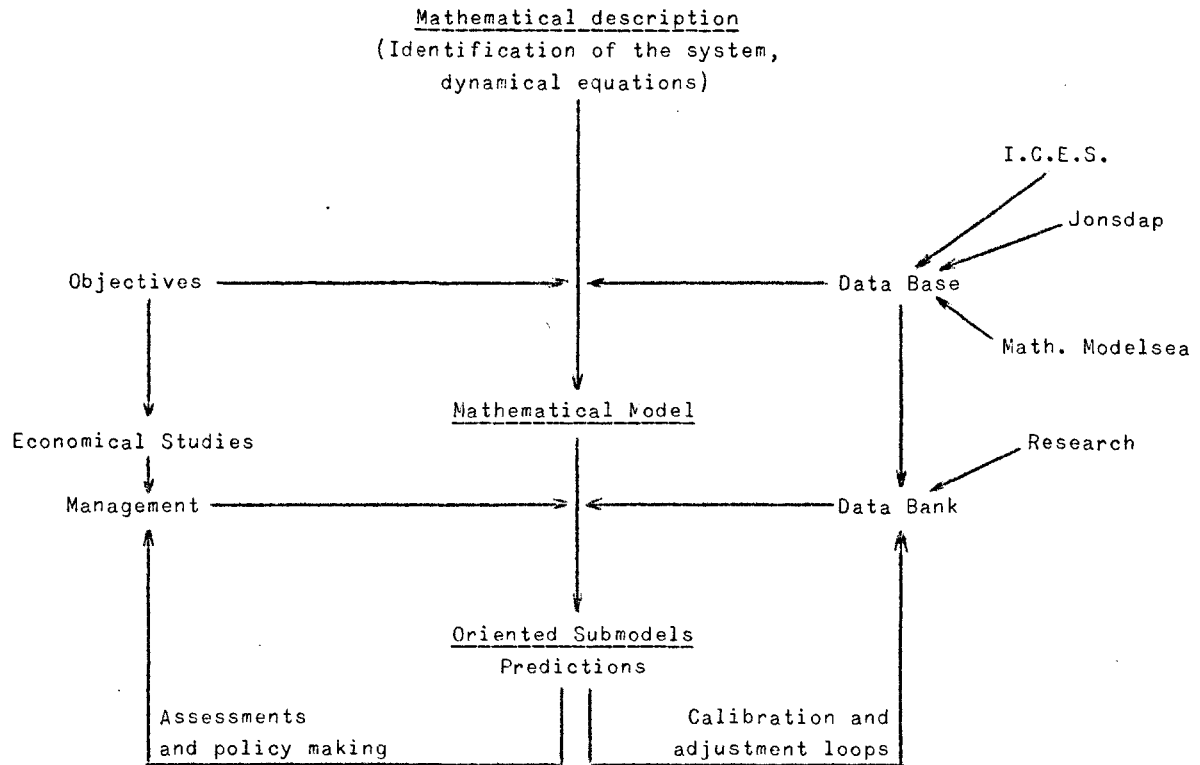 Mathematical description
(Identification of the system,
dynamical equations)
I.C.E.S.
Jonsdap
Objectives
Data Base
Math. Modelsea
Mathematical Model
Economical Studies
Research
Management
Data Bank
Oriented Submodels
Predictions
Assessments
and policy making
Calibration and
adjustment loops